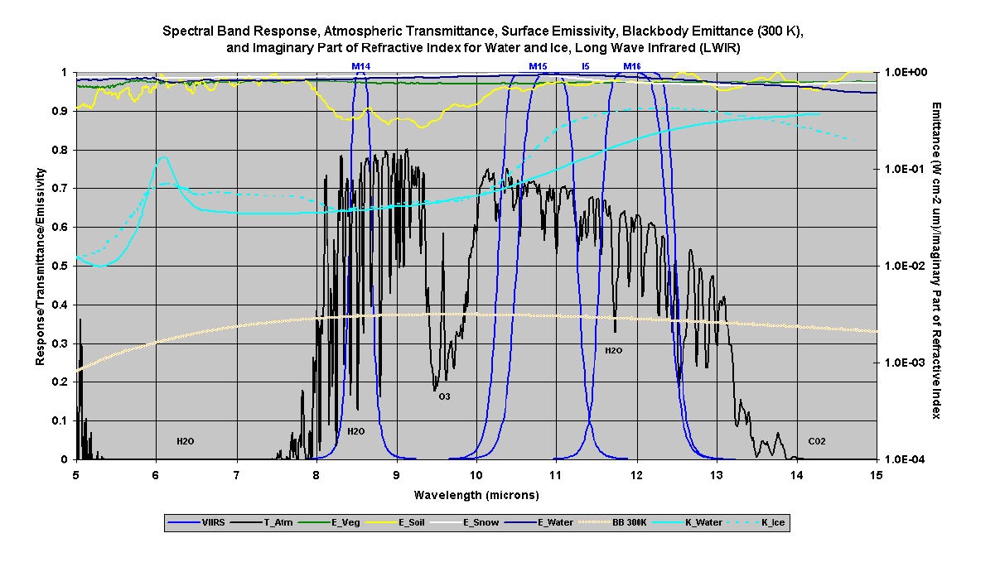 Spectral Band Response, Atmospheric Transmittance, Surface Emissivity, Blackbody Emittance (300 K),
and Imaginary Part of Refractive Index for Water and Ice, Long Wave Infrared (LWIR)
M14 M15 I5 M16
1 1.0E+00
0.9
0.8
1.0E-01
0.7
0.6
0.5 1.0E-02
0.4
0.3
1.0E-03
0.2
0.1
0 1.0E-04
Response/Transmittance/Emissivity
Emittance (W cm-2 um)/Imaginary Part of Refractive Index
H2O
O3
H2O
H2O
CO2
5 6 7 8 9 10 11 12 13 14 15
Wavelength (microns)
VIIRS T_Atm E_Veg E_Soil E_Snow E_Water BB 300K K_Water K_Ice